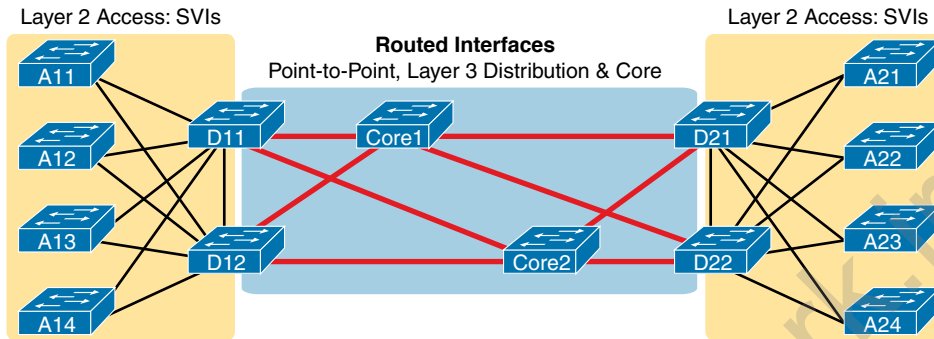 Layer 2 Access: SVIs
Layer 2 Access: SVIs
Routed Interfaces
Point-to-Point, Layer 3 Distribution & Core
A11
A21
D11
Core1
D21
A12
A22
A13
A23
D12
Core2
D22
A14
A24